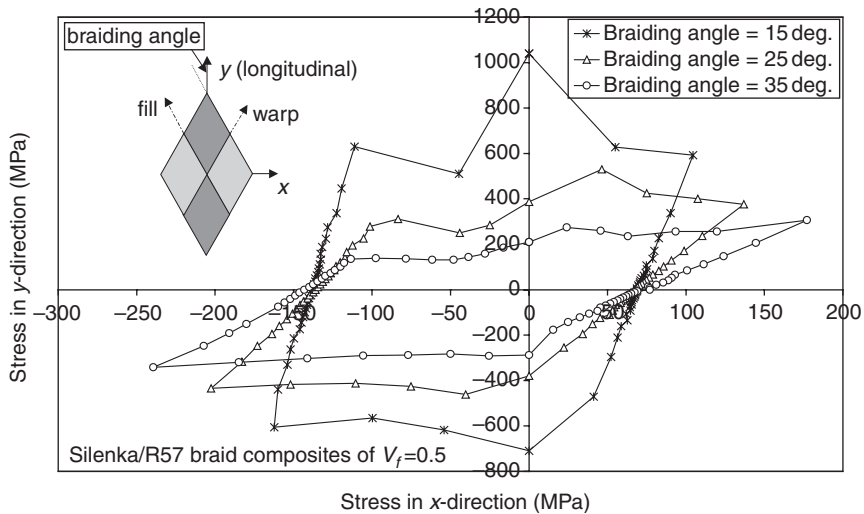 1200
1000
800
600
400
200
0
−200
−400
−600
−800
−300
−250
−200
−150
−100
−50
0
50
100
150
200
Stress in y-direction (MPa)
Stress in x-direction (MPa)
braiding angle
y (longitudinal)
fill
warp
x
Braiding angle = 15 deg.
Braiding angle = 25 deg.
Braiding angle = 35 deg.
Silenka/R57 braid composites of Vf=0.5